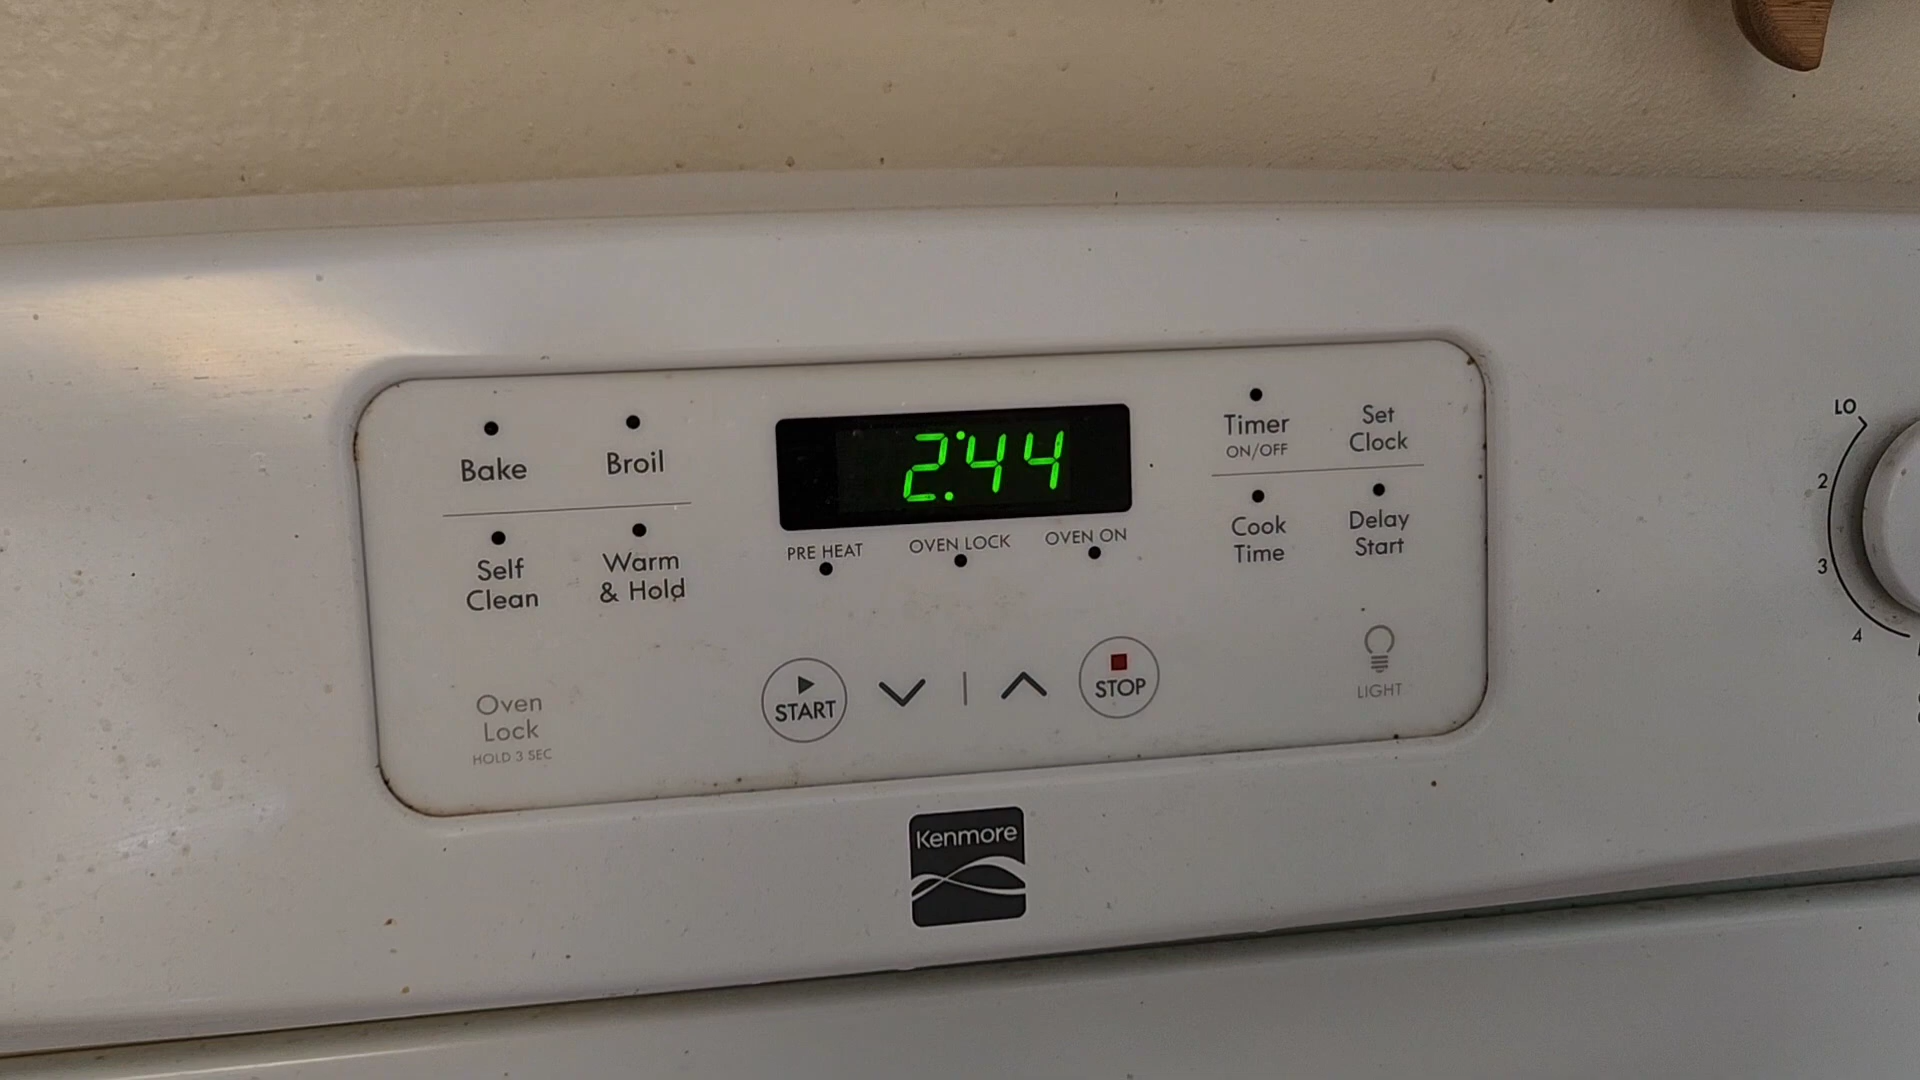 Bake
Broil
Self
Clean
Warm
& Hold
Oven
Lock
HOLD 3 SEC
2:44
PRE HEAT
OVEN LOCK
OVEN ON
START
STOP
Timer
ON/OFF
Set
Clock
Cook
Time
Delay
Start
LIGHT
Kenmore
LO
2
3
4